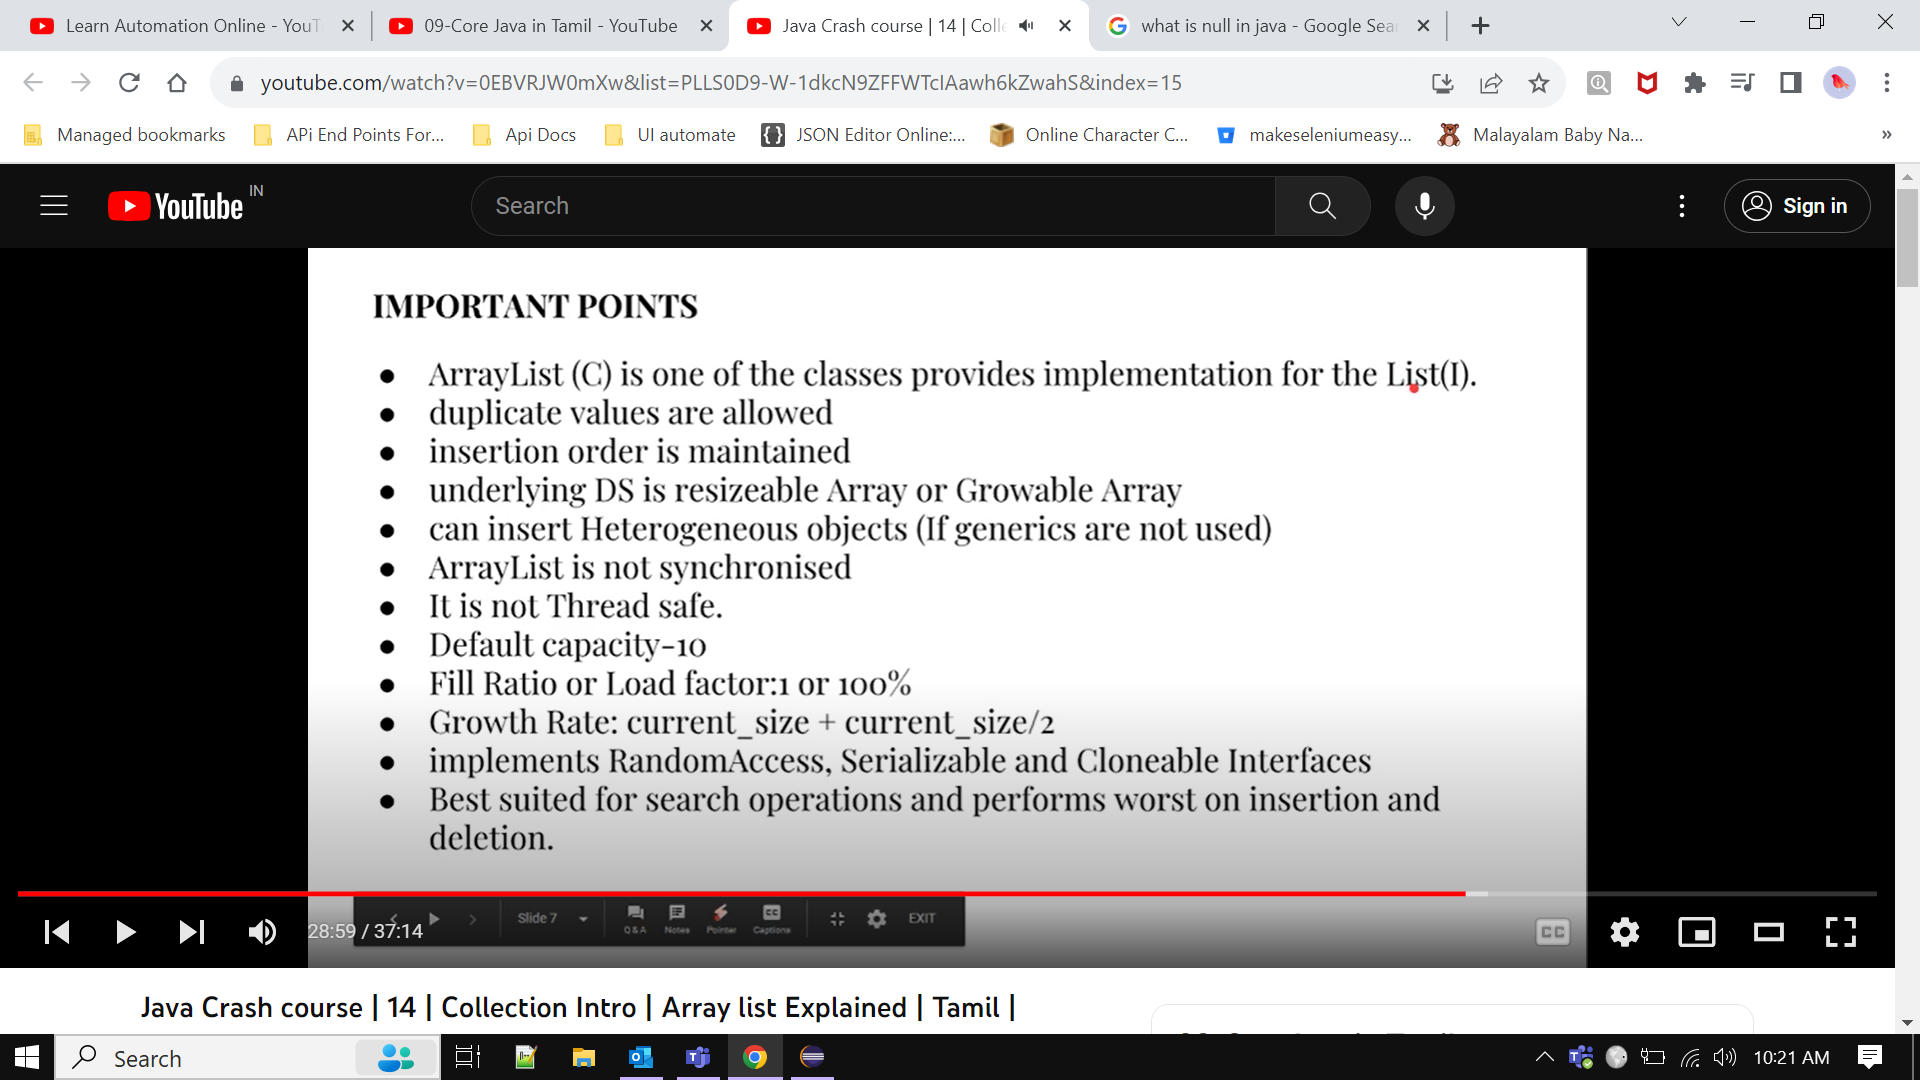 Learn Automation Online - YouT
09-Core Java in Tamil - YouTube
Java Crash course | 14 | Colle
what is null in java - Google Sear
youtube.com/watch?v=0EBVRJW0mXw&list=PLLS0D9-W-1dkcN9ZFFWTcIAawh6kZwahS&index=15
Managed bookmarks
APi End Points For...
Api Docs
UI automate
JSON Editor Online:...
Online Character C...
makeseleniumeasy...
Malayalam Baby Na...
»
YouTube IN
Search
Sign in
IMPORTANT POINTS
● ArrayList (C) is one of the classes provides implementation for the List(I).
● duplicate values are allowed
● insertion order is maintained
● underlying DS is resizeable Array or Growable Array
● can insert Heterogeneous objects (If generics are not used)
● ArrayList is not synchronised
● It is not Thread safe.
● Default capacity-10
● Fill Ratio or Load factor:1 or 100%
● Growth Rate: current_size + current_size/2
● implements RandomAccess, Serializable and Cloneable Interfaces
● Best suited for search operations and performs worst on insertion and
deletion.
28:59 / 37:14
Slide 7
Q & A
Notes
Pointer
CC
Captions
EXIT
CC
Java Crash course | 14 | Collection Intro | Array list Explained | Tamil |
Search
10:21 AM